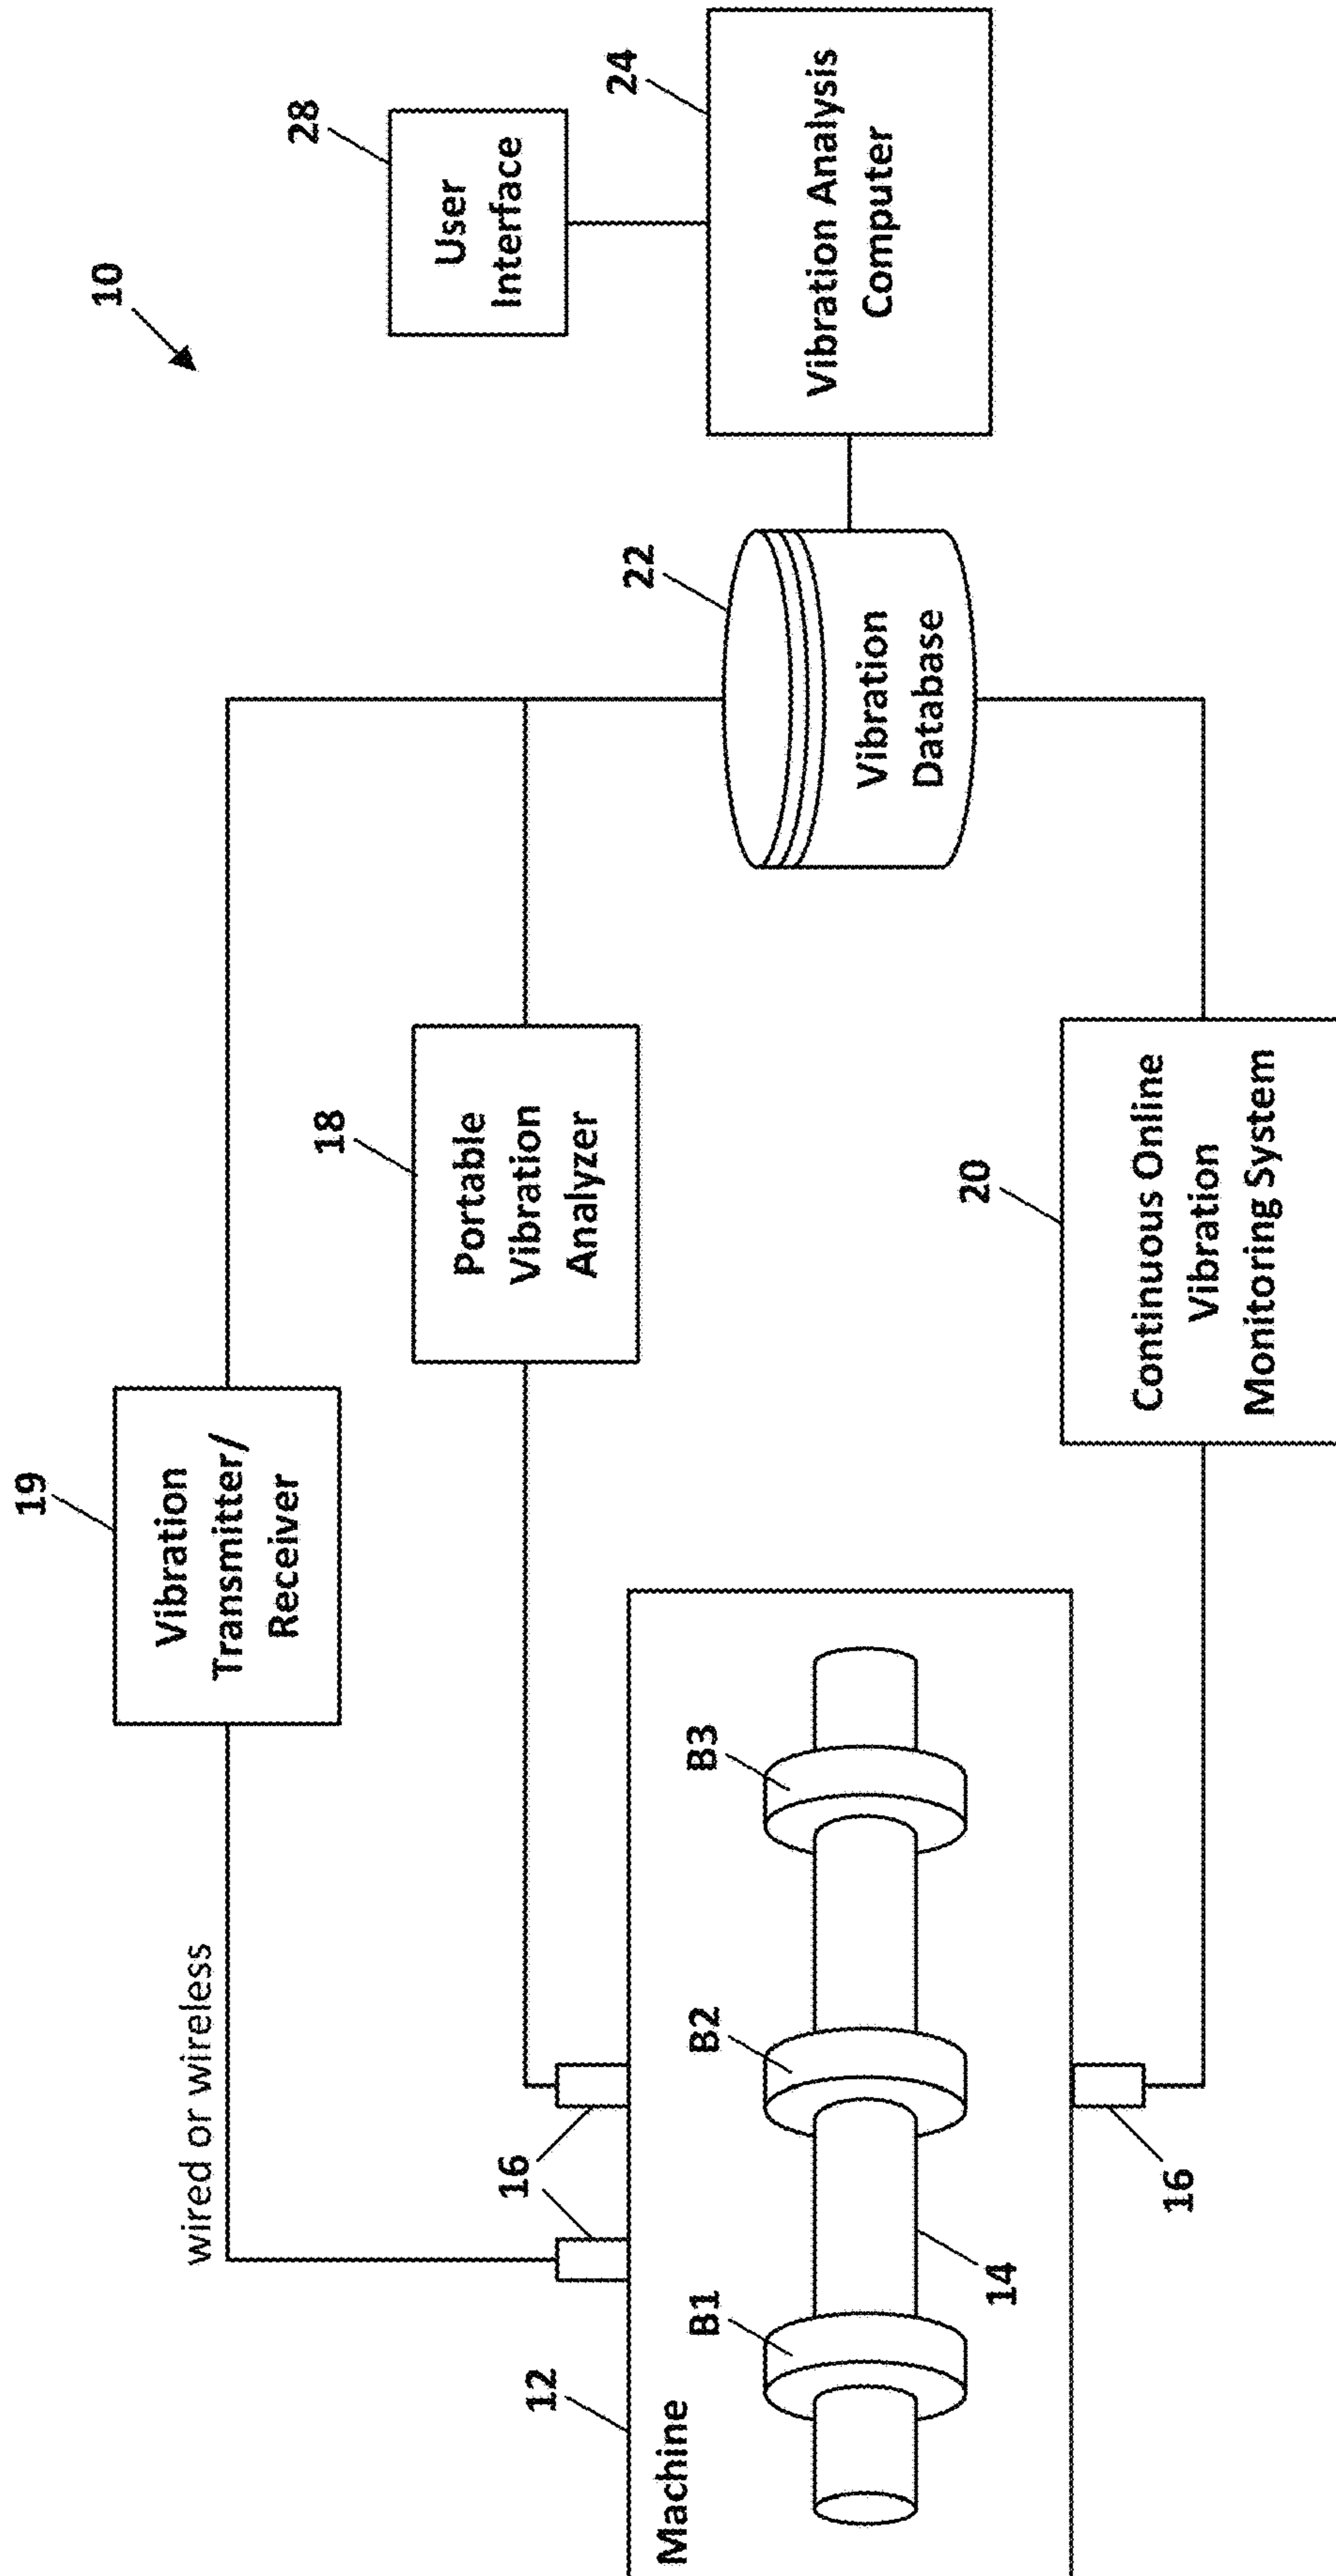 10
19
Vibration
Transmitter/
Receiver
wired or wireless
18
Portable
Vibration
Analyzer
28
User
Interface
24
Vibration Analysis
Computer
22
Vibration
Database
12
Machine
16
B1
B2
B3
14
16
20
Continuous Online
Vibration
Monitoring System